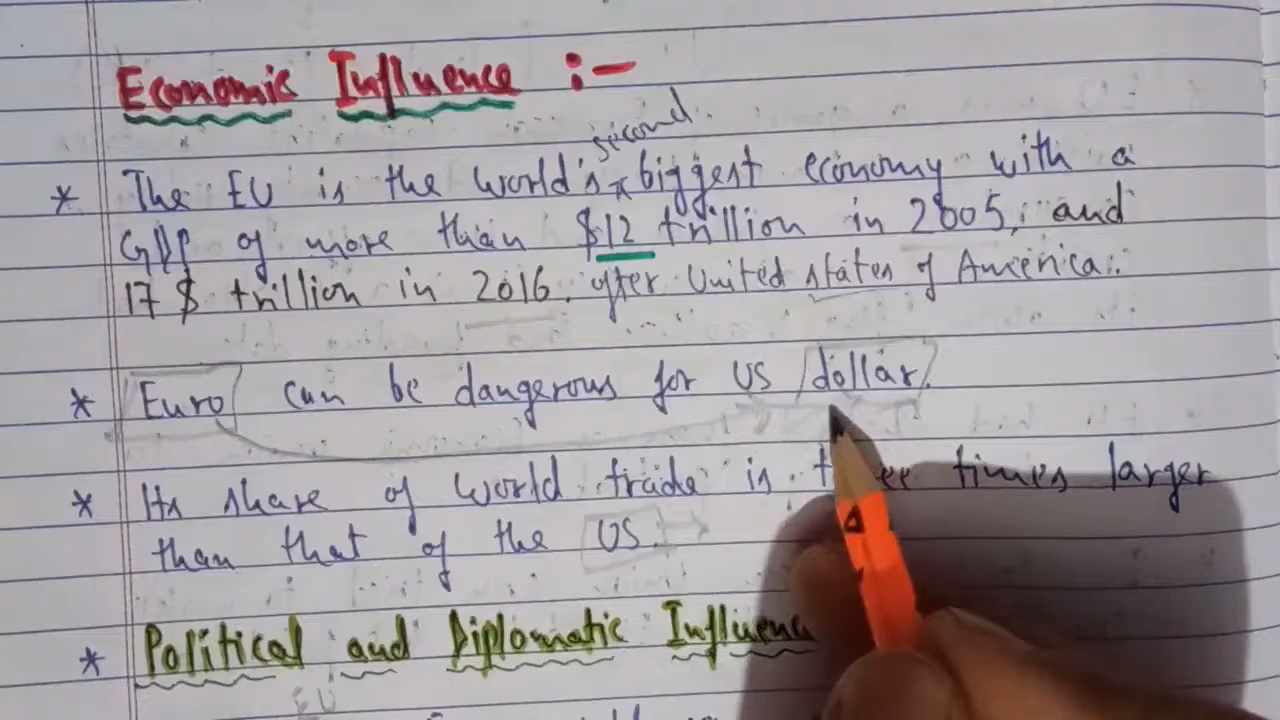 Economic Influence :-
second.
* The EU is the world's biggest economy with a
GDP of more than $12 trillion in 2005, and
17 $ trillion in 2016. after United states of America.
* Euro can be dangerous for US dollar.
* Its share of world trade is three times larger
than that of the US.
* Political and Diplomatic Influenc
EU